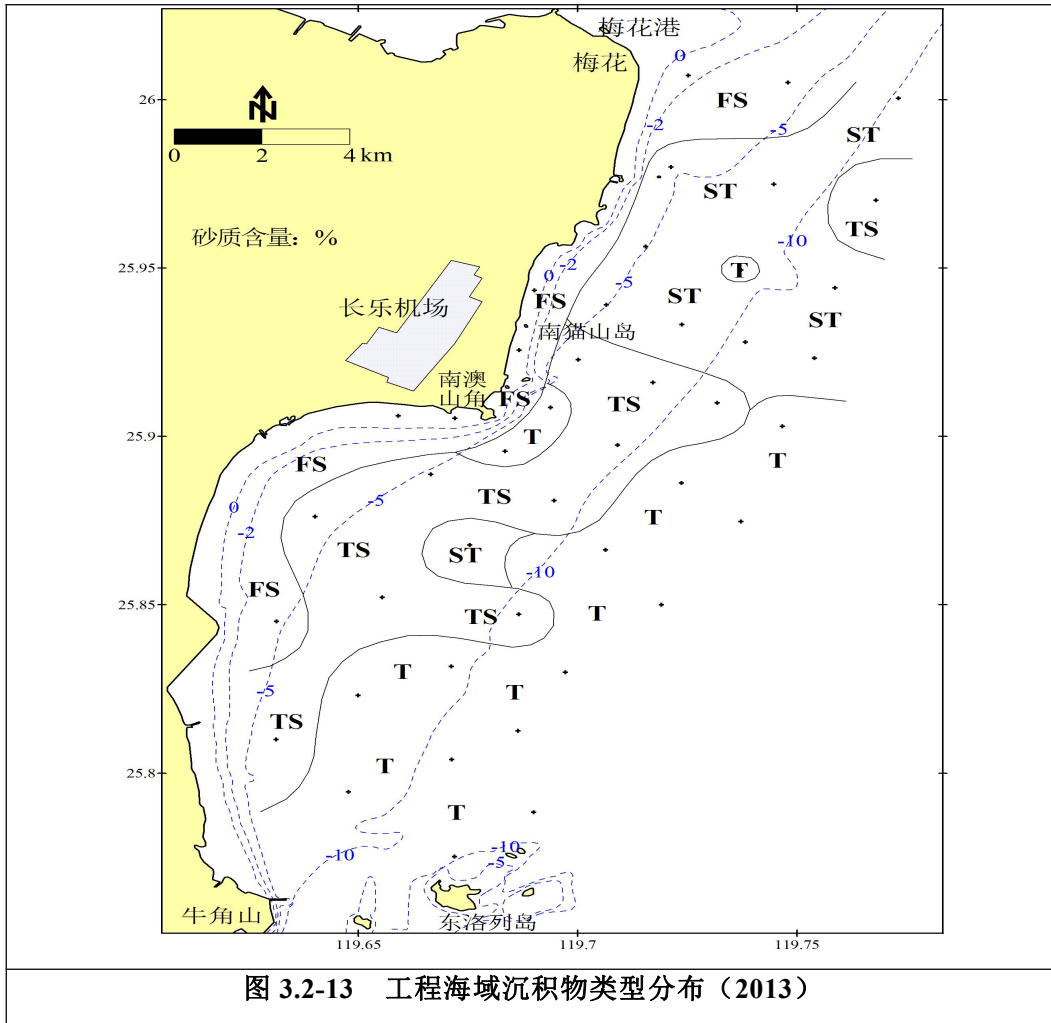 梅花港
0
梅花
26
FS
N
-2
-5
ST
0 2 4 km
ST
砂质含量：%
TS
-10
-2
25.95
0
T
-5
长乐机场
FS
ST
ST
南猫山岛
南澳
山角
FS
TS
25.9
T
T
FS
TS
-5
0
T
-2
TS
ST
-10
FS
25.85
TS
T
T
-5
T
TS
T
25.8
T
-10
-10
-5
牛角山
东洛列岛
119.65 119.7 119.75
图 3.2-13 工程海域沉积物类型分布（2013）